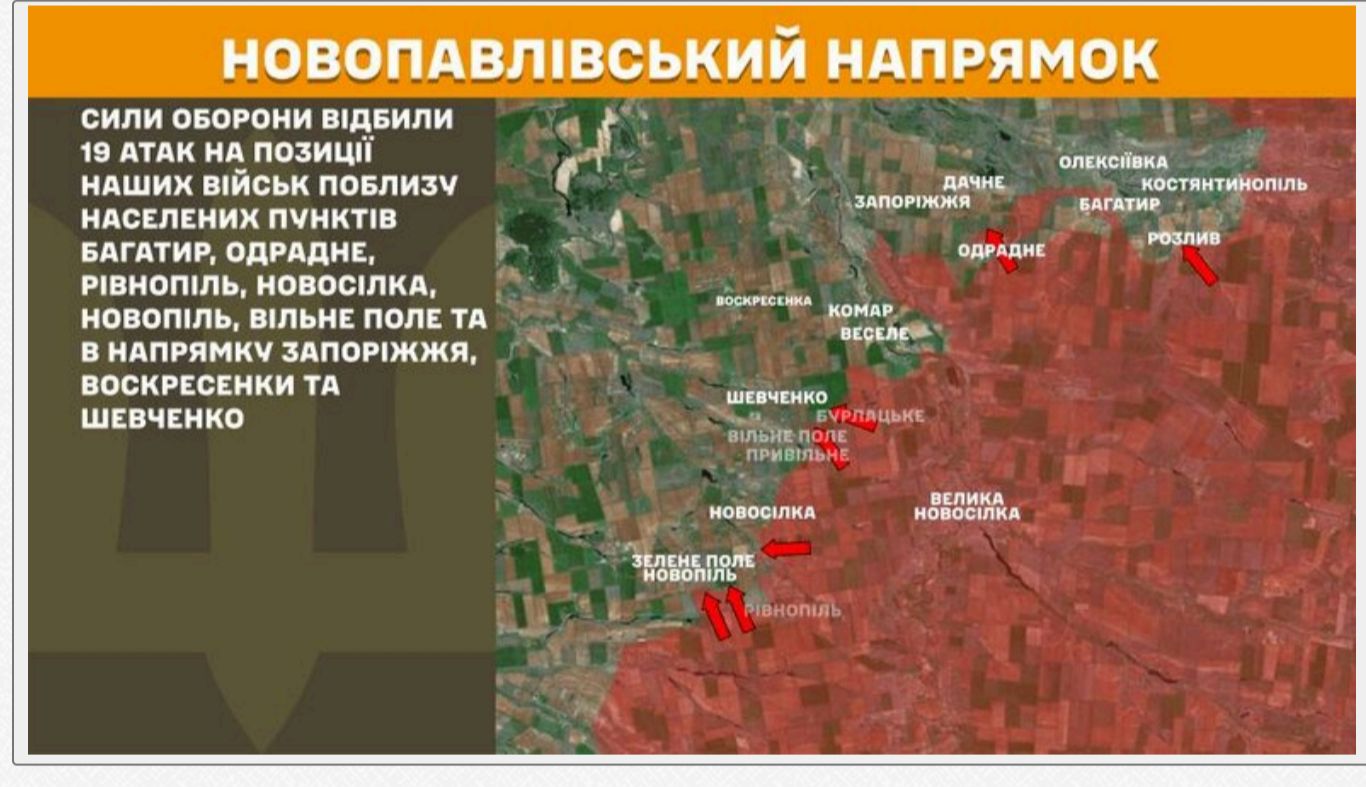 НОВОПАВЛІВСЬКИЙ НАПРЯМОК
СИЛИ ОБОРОНИ ВІДБИЛИ
19 АТАК НА ПОЗИЦІЇ
НАШИХ ВІЙСЬК ПОБЛИЗУ
НАСЕЛЕНИХ ПУНКТІВ
БАГАТИР, ОДРАДНЕ,
РІВНОПІЛЬ, НОВОСІЛКА,
НОВОПІЛЬ, ВІЛЬНЕ ПОЛЕ ТА
В НАПРЯМКУ ЗАПОРІЖЖЯ,
ВОСКРЕСЕНКИ ТА
ШЕВЧЕНКО
ОЛЕКСІЇВКА
ДАЧНЕ
КОСТЯНТИНОПІЛЬ
ЗАПОРІЖЖЯ
БАГАТИР
ОДРАДНЕ
РОЗЛИВ
ВОСКРЕСЕНКА
КОМАР
ВЕСЕЛЕ
ШЕВЧЕНКО
БУРЛАЦЬКЕ
ВІЛЬНЕ ПОЛЕ
ПРИВІЛЬНЕ
НОВОСІЛКА
ВЕЛИКА
НОВОСІЛКА
ЗЕЛЕНЕ ПОЛЕ
НОВОПІЛЬ
РІВНОПІЛЬ